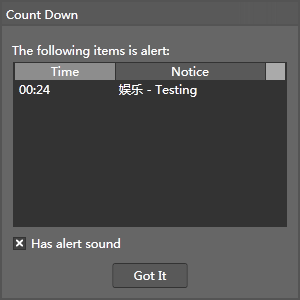 Count Down
The following items is alert:
Time Notice
00:24 娱乐 - Testing
Has alert sound
Got It